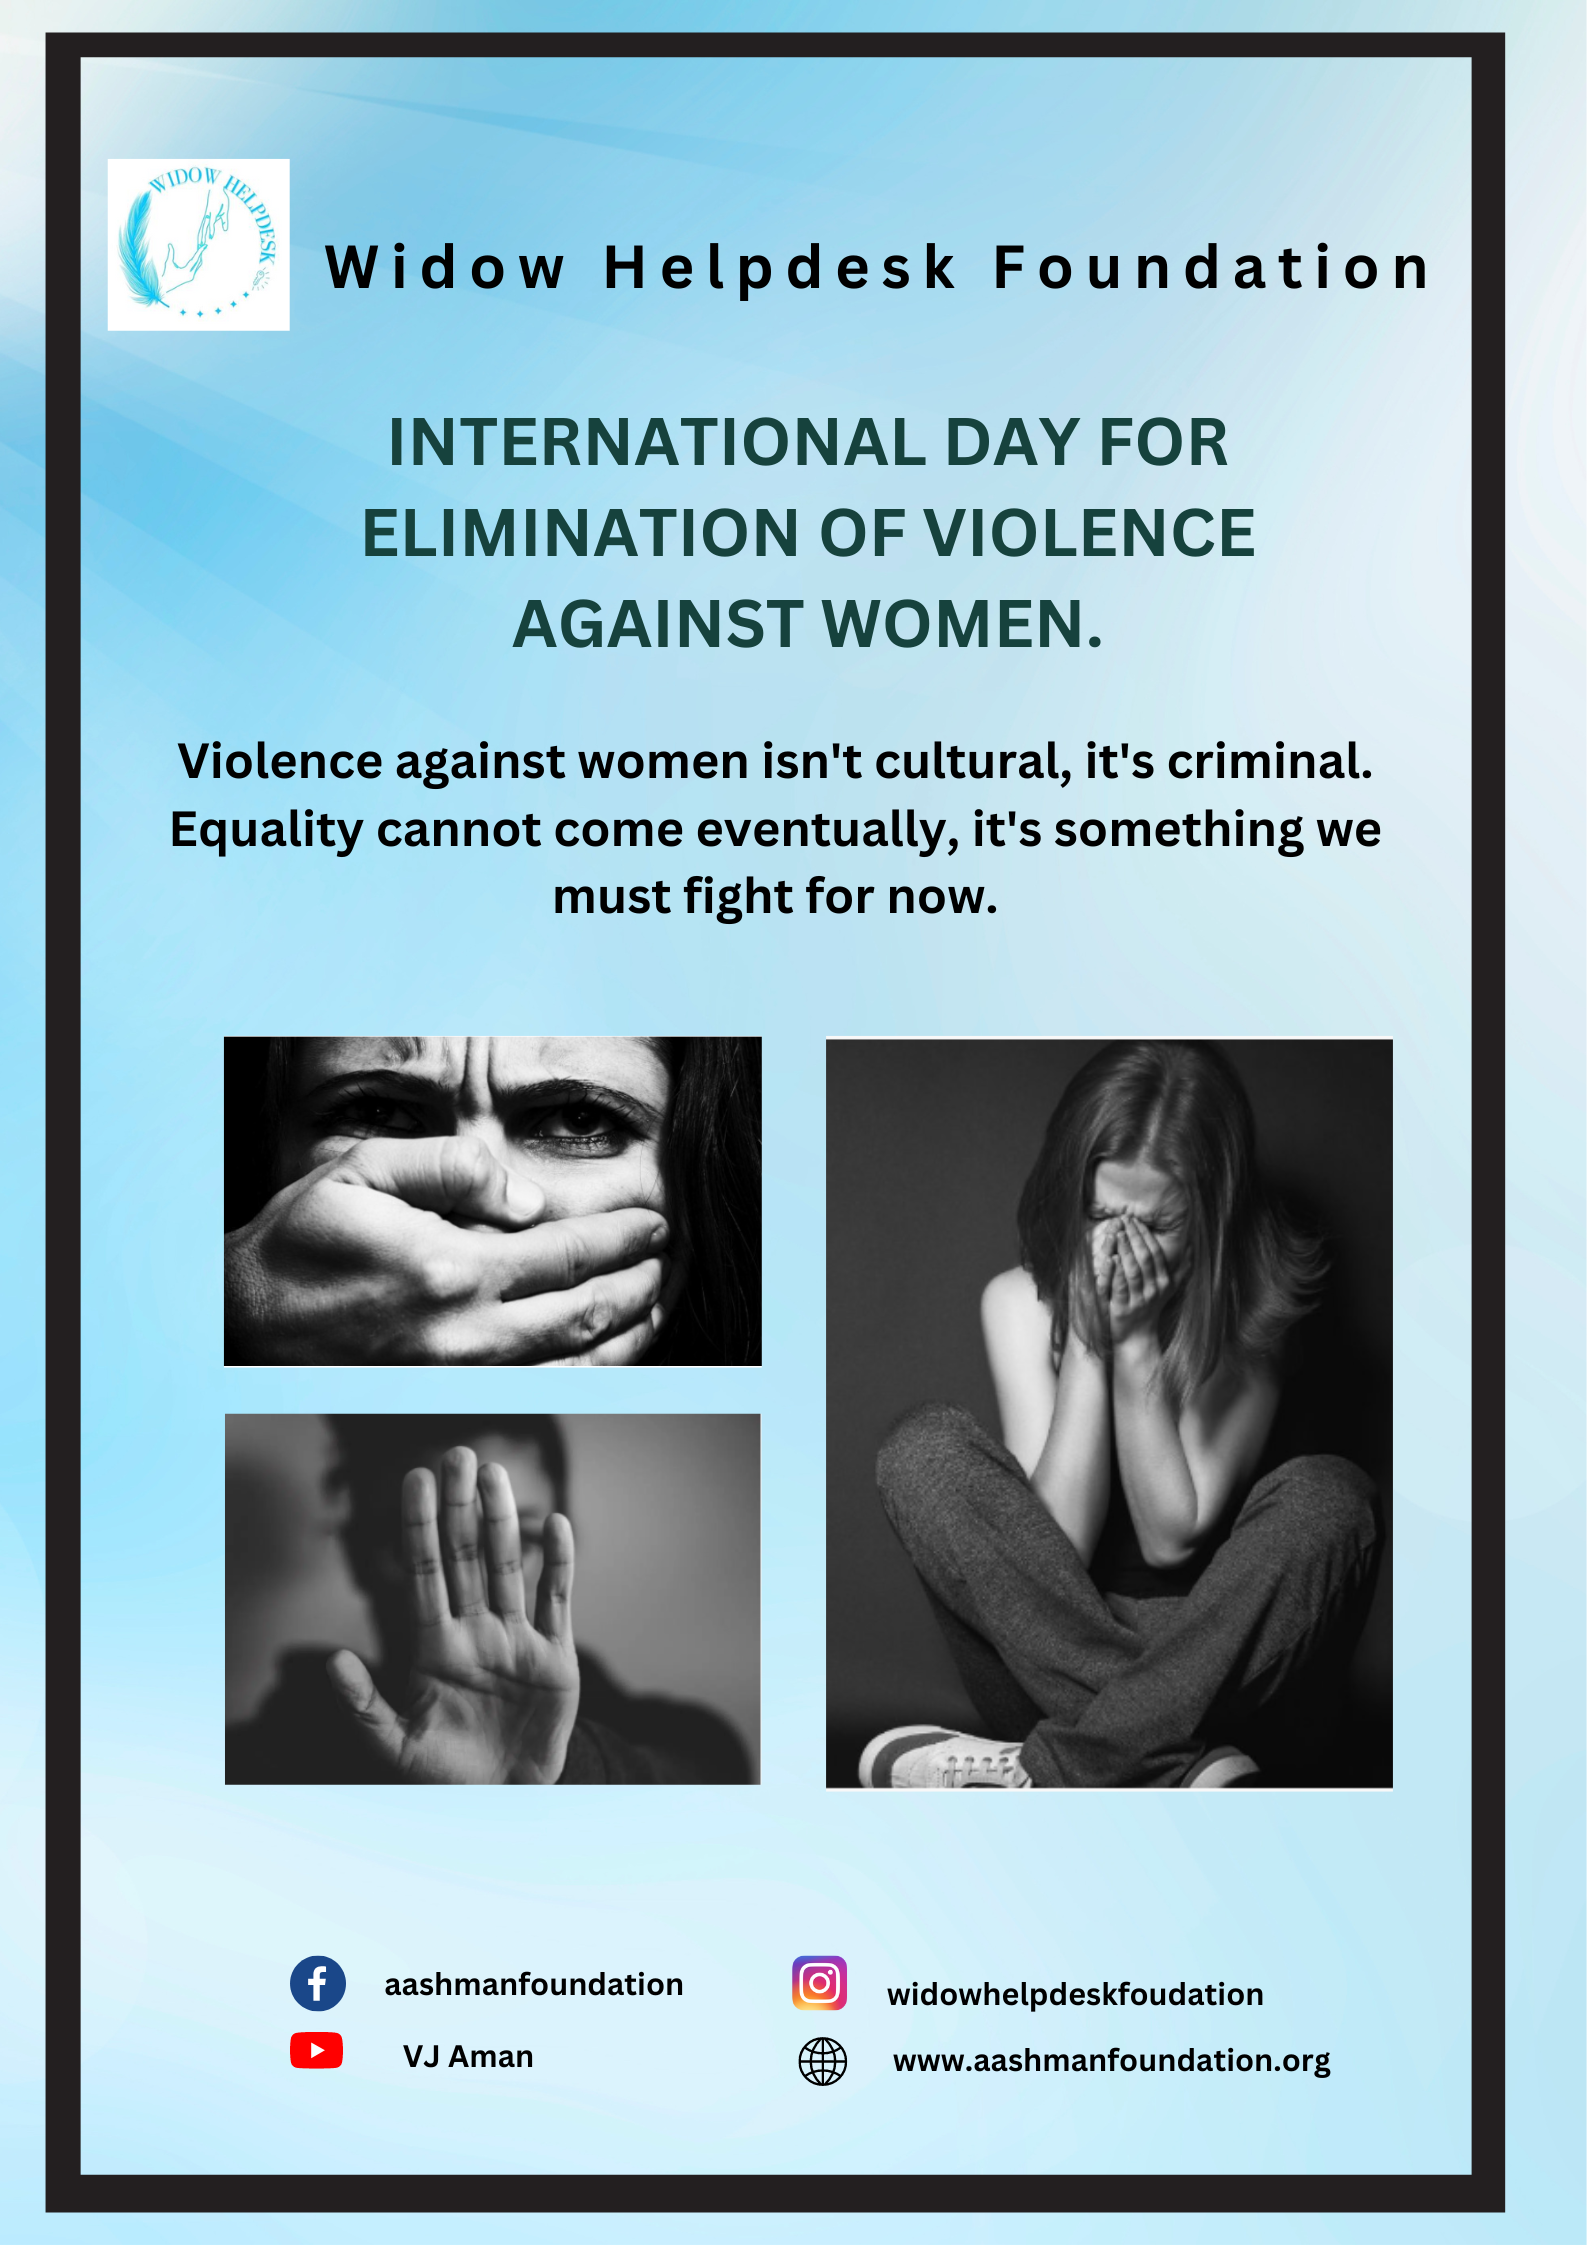 WIDOW HELPDESK
Widow Helpdesk Foundation
INTERNATIONAL DAY FOR
ELIMINATION OF VIOLENCE
AGAINST WOMEN.
Violence against women isn't cultural, it's criminal.
Equality cannot come eventually, it's something we
must fight for now.
aashmanfoundation
widowhelpdeskfoudation
VJ Aman
www.aashmanfoundation.org